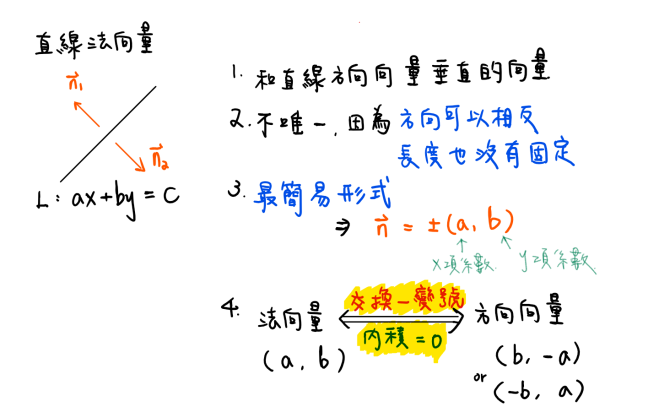 直線法向量
n⃗₁
n⃗₂
L: ax+by=C
1. 和直線方向向量垂直的向量
2. 不唯一, 因為方向可以相反
長度也沒有固定
3. 最簡易形式
⇒ n⃗ = ±(a, b)
x項係數 y項係數
4. 法向量 交換一變號 方向向量
內積=0
(a, b) (b, -a)
or (-b, a)